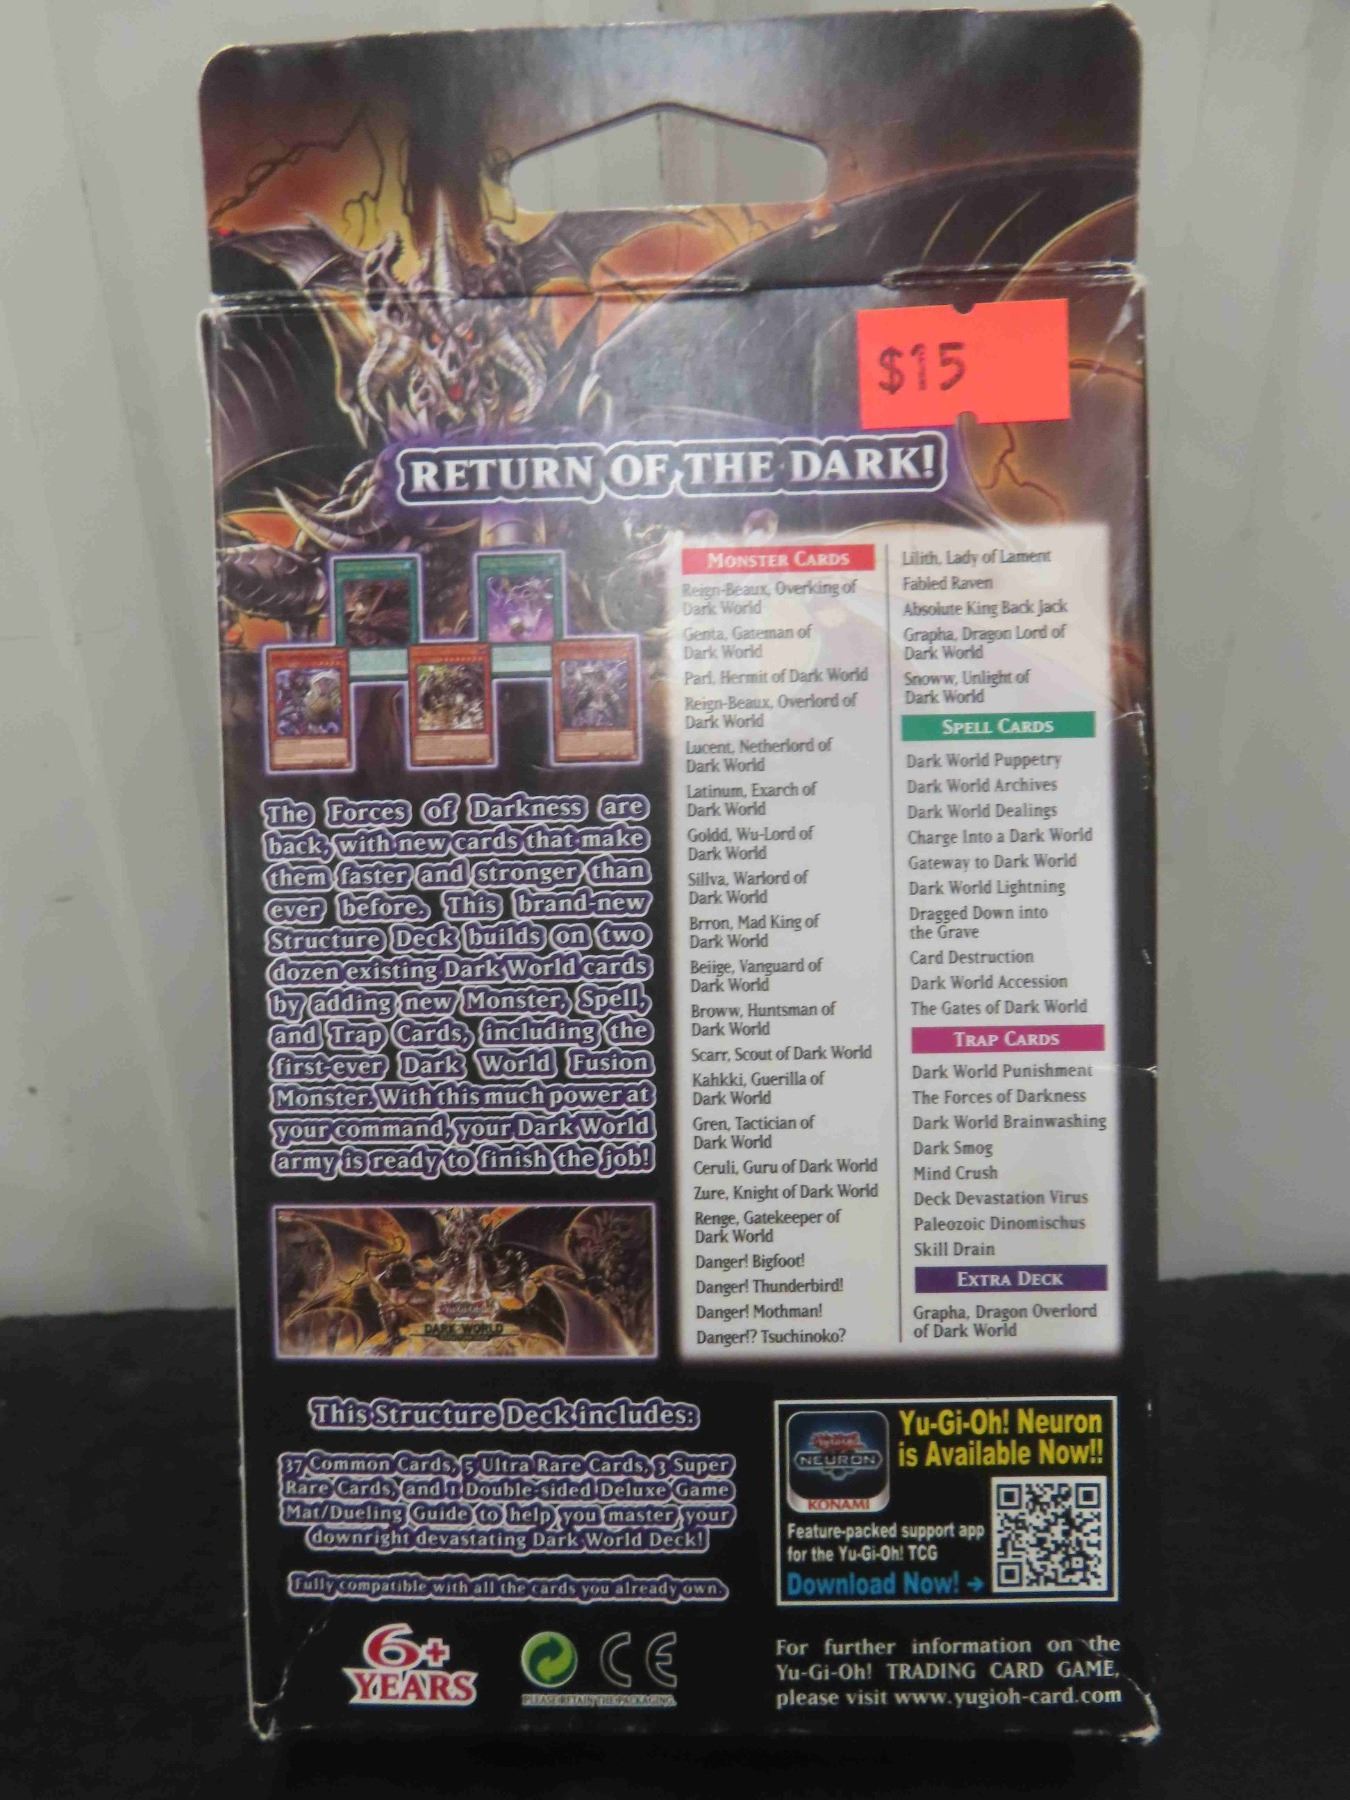 $15
RETURN OF THE DARK!
The Forces of Darkness are
back, with new cards that make
them faster and stronger than
ever before. This brand-new
Structure Deck builds on two
dozen existing Dark World cards
by adding new Monster, Spell,
and Trap Cards, including the
first-ever Dark World Fusion
Monster. With this much power at
your command, your Dark World
army is ready to finish the job!
DARK WORLD
MONSTER CARDS
Reign-Beaux, Overking of
Dark World
Genta, Gateman of
Dark World
Parl, Hermit of Dark World
Reign-Beaux, Overlord of
Dark World
Lucent, Netherlord of
Dark World
Latinum, Exarch of
Dark World
Goldd, Wu-Lord of
Dark World
Sillva, Warlord of
Dark World
Brron, Mad King of
Dark World
Beiige, Vanguard of
Dark World
Broww, Huntsman of
Dark World
Scarr, Scout of Dark World
Kahkki, Guerilla of
Dark World
Gren, Tactician of
Dark World
Ceruli, Guru of Dark World
Zure, Knight of Dark World
Renge, Gatekeeper of
Dark World
Danger! Bigfoot!
Danger! Thunderbird!
Danger! Mothman!
Danger!? Tsuchinoko?
Lilith, Lady of Lament
Fabled Raven
Absolute King Back Jack
Grapha, Dragon Lord of
Dark World
Snoww, Unlight of
Dark World
SPELL CARDS
Dark World Puppetry
Dark World Archives
Dark World Dealings
Charge Into a Dark World
Gateway to Dark World
Dark World Lightning
Dragged Down into
the Grave
Card Destruction
Dark World Accession
The Gates of Dark World
TRAP CARDS
Dark World Punishment
The Forces of Darkness
Dark World Brainwashing
Dark Smog
Mind Crush
Deck Devastation Virus
Paleozoic Dinomischus
Skill Drain
EXTRA DECK
Grapha, Dragon Overlord
of Dark World
This Structure Deck includes:
37 Common Cards, 5 Ultra Rare Cards, 3 Super
Rare Cards, and 1 Double-sided Deluxe Game
Mat/Dueling Guide to help you master your
downright devastating Dark World Deck!
Fully compatible with all the cards you already own.
6+
YEARS
CE
PLEASE RETAIN THE PACKAGING.
NEURON
KONAMI
Yu-Gi-Oh! Neuron
is Available Now!!
Feature-packed support app
for the Yu-Gi-Oh! TCG
Download Now! →
For further information on the
Yu-Gi-Oh! TRADING CARD GAME,
please visit www.yugioh-card.com